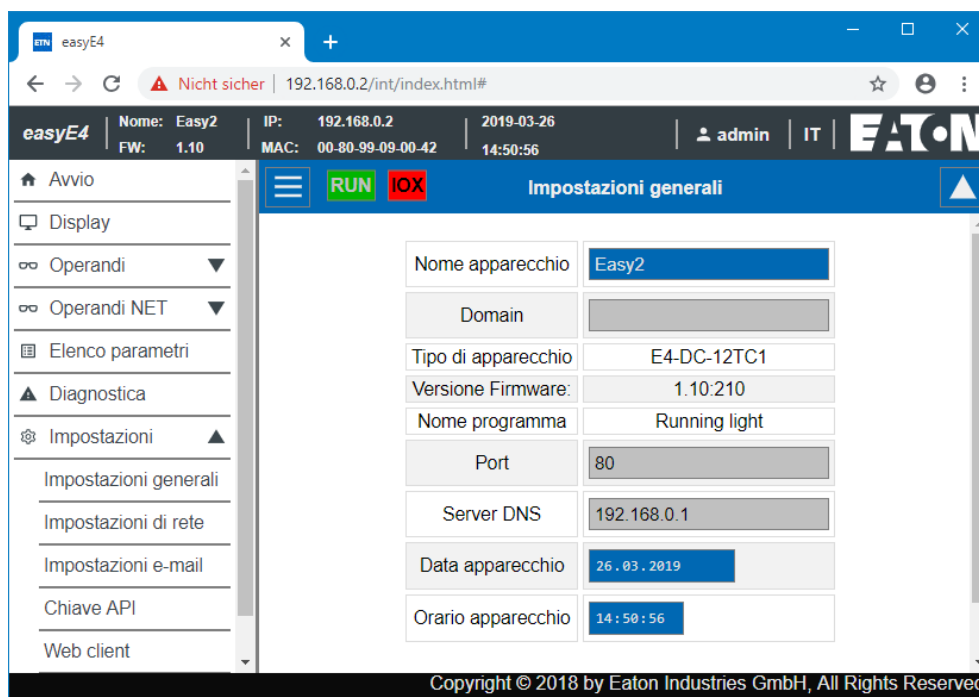 ETN easyE4
Nicht sicher | 192.168.0.2/int/index.html#
easyE4
Nome: Easy2
FW: 1.10
IP: 192.168.0.2
MAC: 00-80-99-09-00-42
2019-03-26
14:50:56
admin
IT
EATON
Avvio
Display
Operandi
Operandi NET
Elenco parametri
Diagnostica
Impostazioni
Impostazioni generali
Impostazioni di rete
Impostazioni e-mail
Chiave API
Web client
RUN IOX Impostazioni generali
Nome apparecchio Easy2
Domain
Tipo di apparecchio E4-DC-12TC1
Versione Firmware: 1.10:210
Nome programma Running light
Port 80
Server DNS 192.168.0.1
Data apparecchio 26.03.2019
Orario apparecchio 14:50:56
Copyright © 2018 by Eaton Industries GmbH, All Rights Reserve